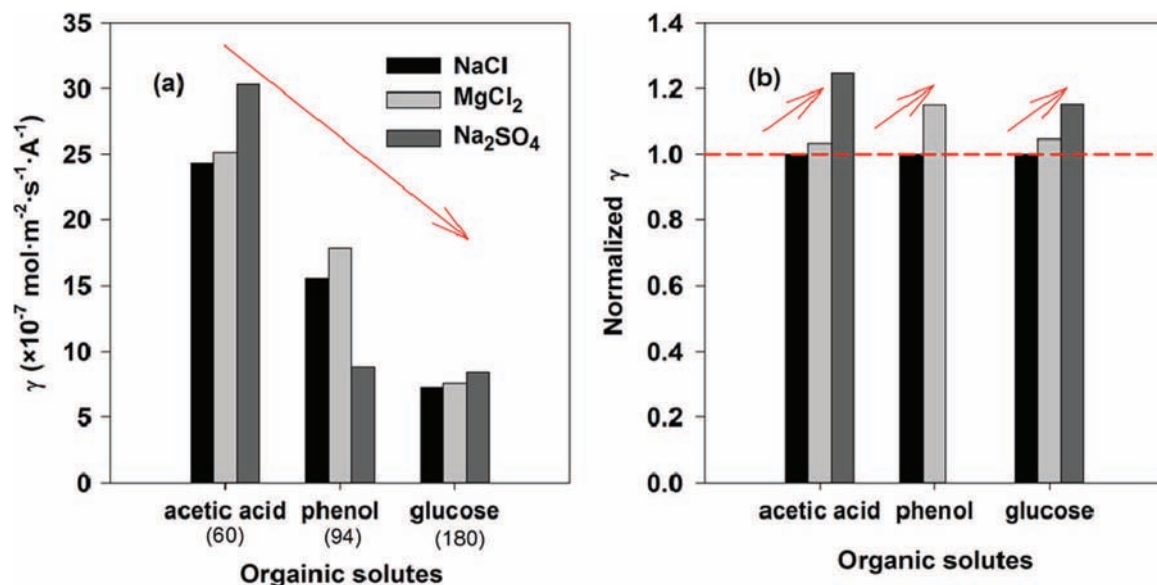 (a)
NaCl
MgCl₂
Na₂SO₄
35
30
25
20
15
10
5
0
γ (×10⁻⁷ mol·m⁻²·s⁻¹·A⁻¹)
acetic acid phenol glucose
(60) (94) (180)
Orgainic solutes
(b)
1.4
1.2
1.0
0.8
0.6
0.4
0.2
0.0
Normalized γ
acetic acid phenol glucose
Organic solutes